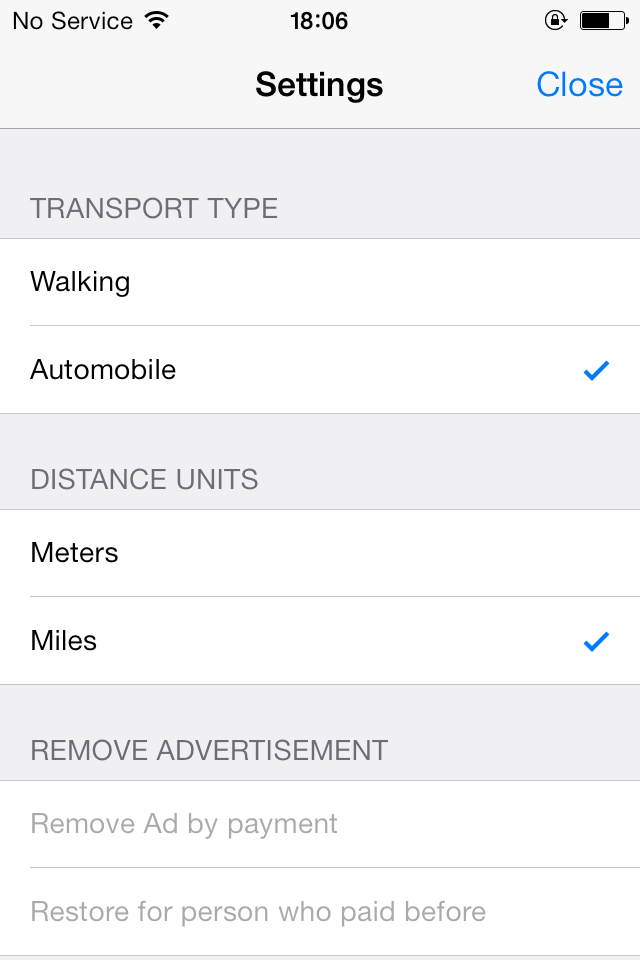 No Service 18:06
Settings Close
TRANSPORT TYPE
Walking
Automobile
DISTANCE UNITS
Meters
Miles
REMOVE ADVERTISEMENT
Remove Ad by payment
Restore for person who paid before